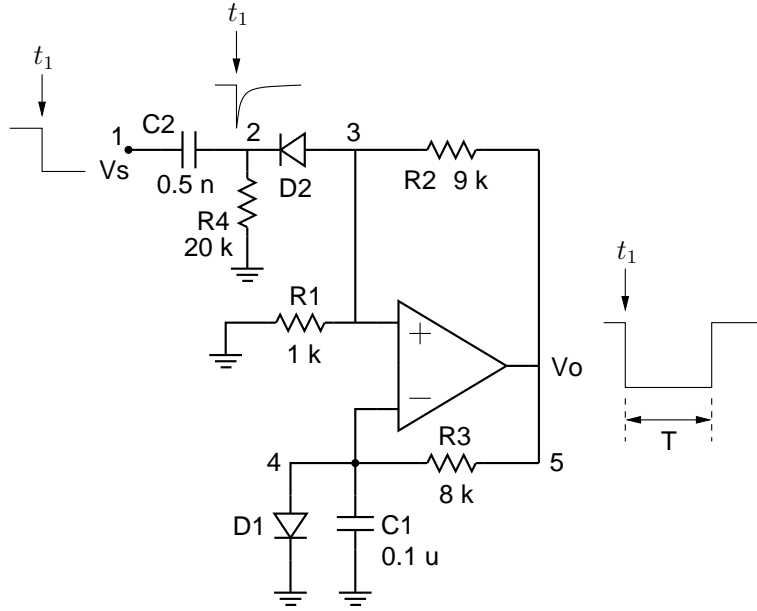 t₁
t₁
1
C2
2
3
Vs
0.5 n
D2
R2 9 k
R4
20 k
t₁
R1
1 k
+
−
Vo
T
R3
4
5
8 k
D1
C1
0.1 u